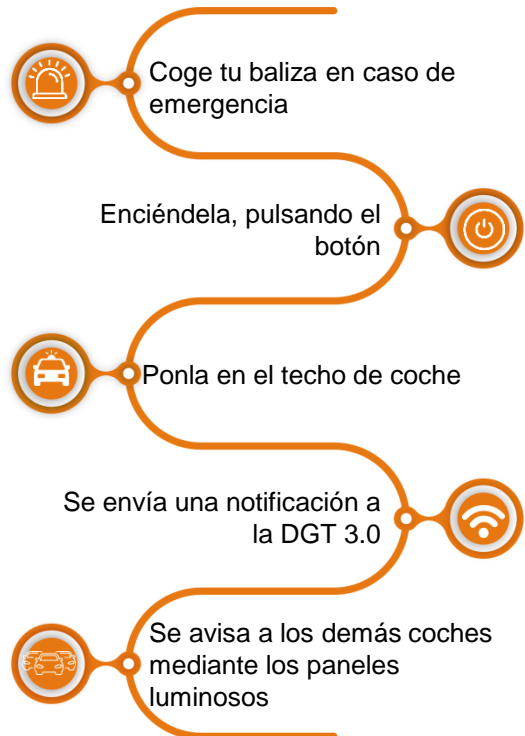 Coge tu baliza en caso de
emergencia
Enciéndela, pulsando el
botón
Ponla en el techo de coche
Se envía una notificación a
la DGT 3.0
Se avisa a los demás coches
mediante los paneles
luminosos